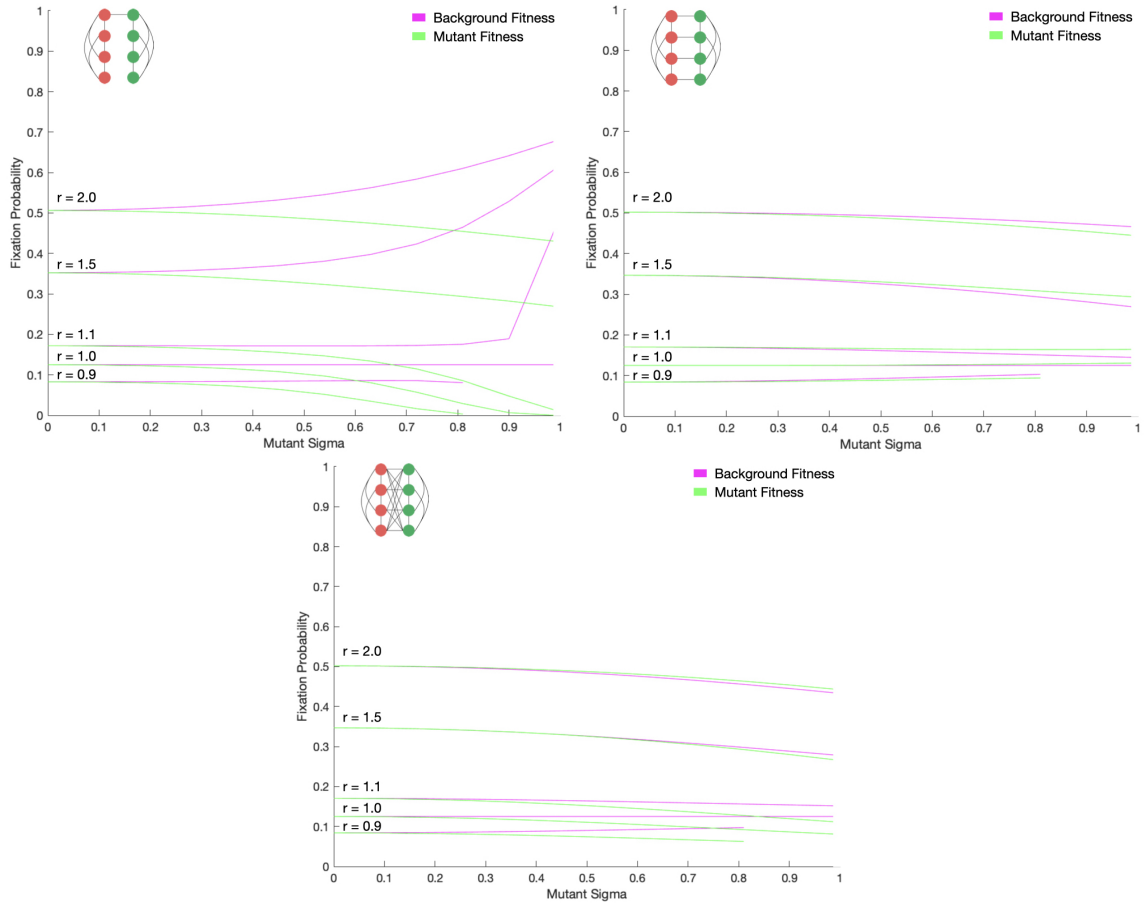 Background Fitness
Mutant Fitness
Fixation Probability
1
0.9
0.8
0.7
0.6
0.5
0.4
0.3
0.2
0.1
0
r = 2.0
r = 1.5
r = 1.1
r = 1.0
r = 0.9
0 0.1 0.2 0.3 0.4 0.5 0.6 0.7 0.8 0.9 1
Mutant Sigma
Background Fitness
Mutant Fitness
Fixation Probability
1
0.9
0.8
0.7
0.6
0.5
0.4
0.3
0.2
0.1
0
r = 2.0
r = 1.5
r = 1.1
r = 1.0
r = 0.9
0 0.1 0.2 0.3 0.4 0.5 0.6 0.7 0.8 0.9 1
Mutant Sigma
Background Fitness
Mutant Fitness
Fixation Probability
1
0.9
0.8
0.7
0.6
0.5
0.4
0.3
0.2
0.1
0
r = 2.0
r = 1.5
r = 1.1
r = 1.0
r = 0.9
0 0.1 0.2 0.3 0.4 0.5 0.6 0.7 0.8 0.9 1
Mutant Sigma